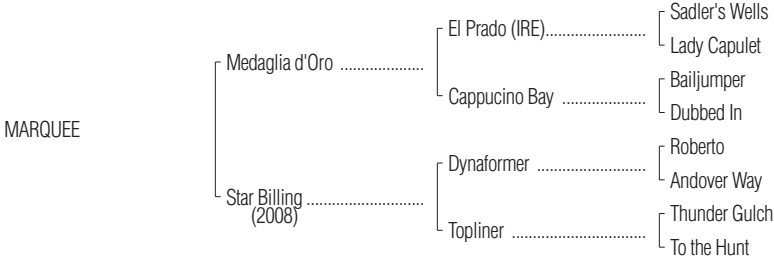 Sadler's Wells
El Prado (IRE)........................
Lady Capulet
Medaglia d'Oro ....................
Bailjumper
Cappucino Bay ....................
Dubbed In
MARQUEE
Roberto
Dynaformer ..........................
Andover Way
Star Billing ............................
(2008)
Thunder Gulch
Topliner ................................
To the Hunt